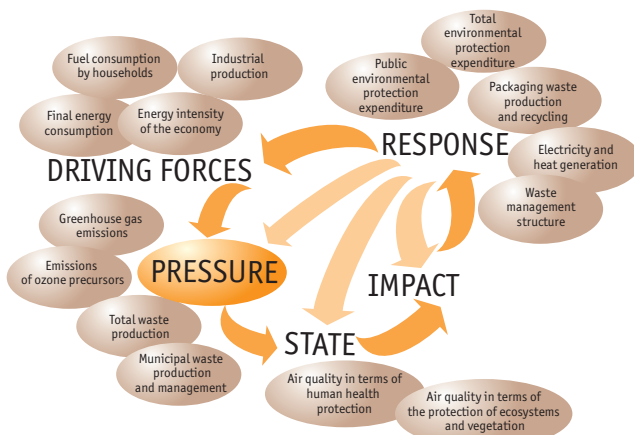 Total
environmental
protection
expenditure
Fuel consumption
by households
Industrial
production
Public
environmental
protection
expenditure
Packaging waste
production
and recycling
Final energy
consumption
Energy intensity
of the economy
RESPONSE
Electricity and
heat generation
DRIVING FORCES
Waste
management
structure
Greenhouse gas
emissions
Emissions
of ozone precursors
PRESSURE
IMPACT
Total waste
production
STATE
Municipal waste
production
and management
Air quality in terms of
human health
protection
Air quality in terms of
the protection of ecosystems
and vegetation